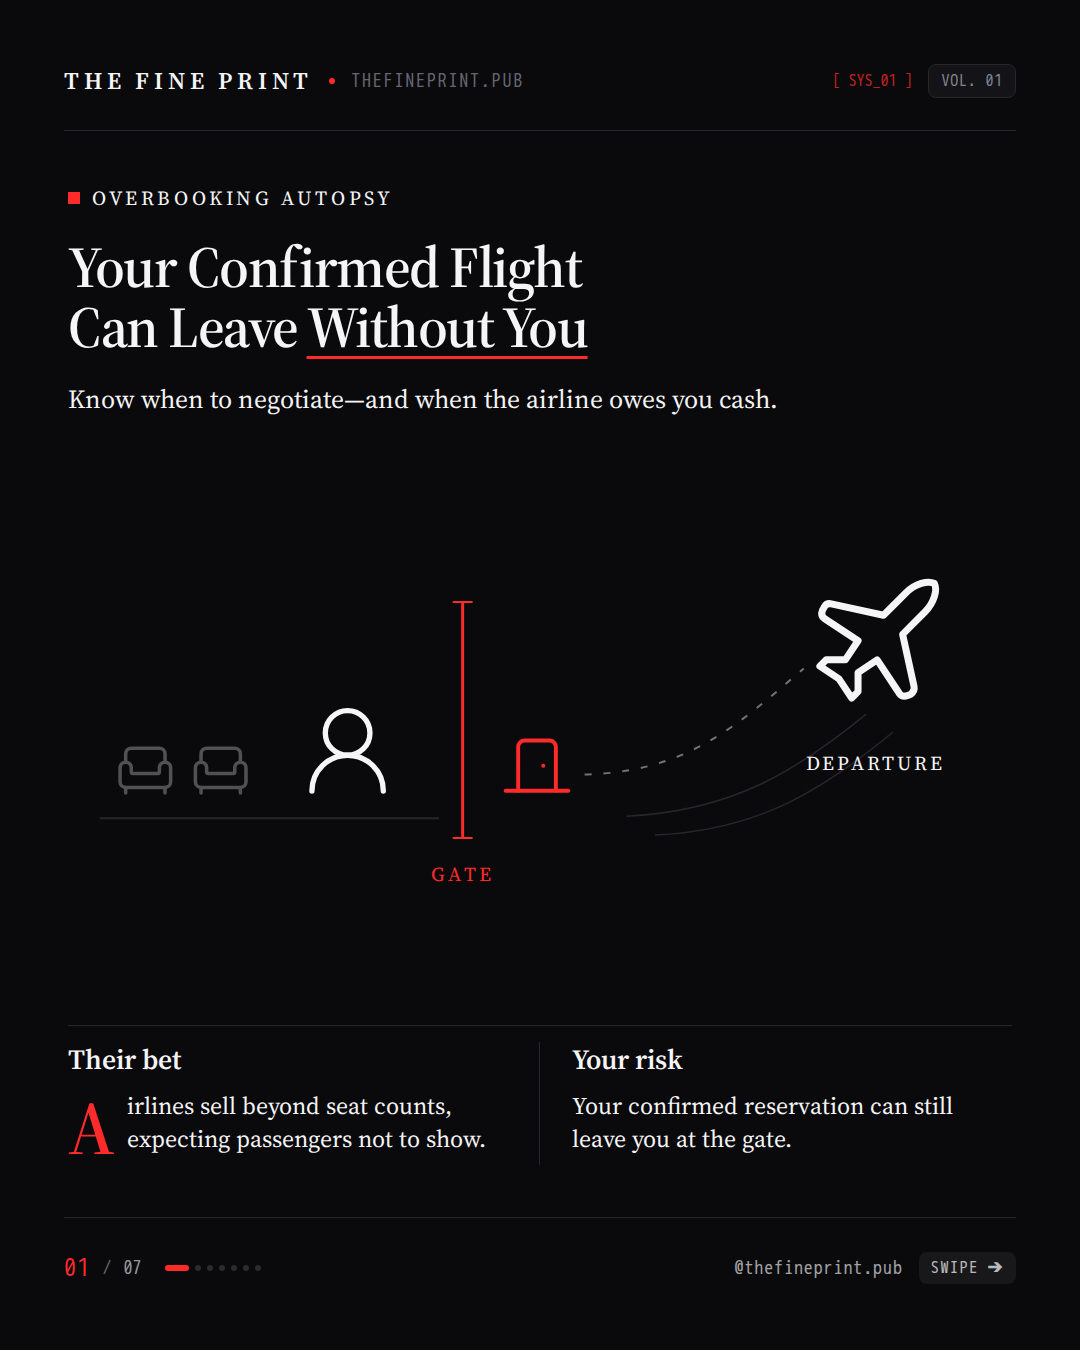 THE FINE PRINT • THEFINEPRINT.PUB
[ SYS_01 ] VOL. 01
OVERBOOKING AUTOPSY
Your Confirmed Flight
Can Leave Without You
Know when to negotiate—and when the airline owes you cash.
DEPARTURE
GATE
Their bet
Airlines sell beyond seat counts,
expecting passengers not to show.
Your risk
Your confirmed reservation can still
leave you at the gate.
01 / 07
@thefineprint.pub SWIPE ➔